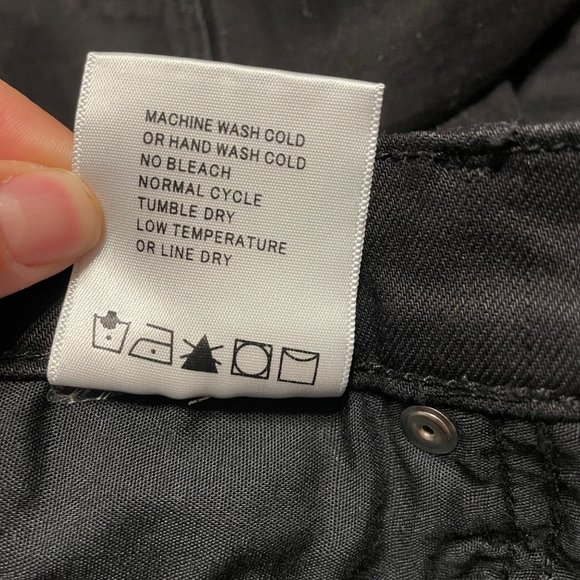 MACHINE WASH COLD
OR HAND WASH COLD
NO BLEACH
NORMAL CYCLE
TUMBLE DRY
LOW TEMPERATURE
OR LINE DRY